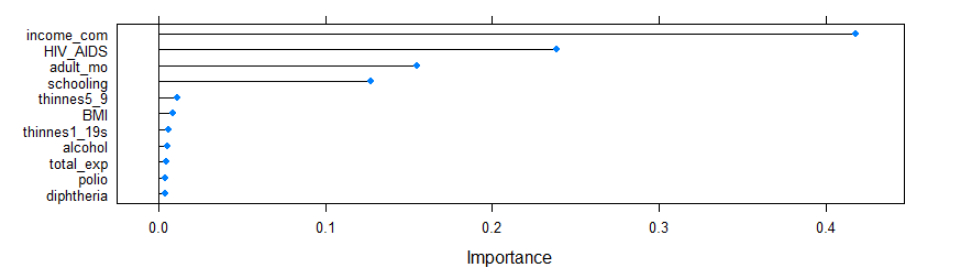 income_com
HIV_AIDS
adult_mo
schooling
thinnes5_9
BMI
thinnes1_19s
alcohol
total_exp
polio
diphtheria
0.0 0.1 0.2 0.3 0.4
Importance